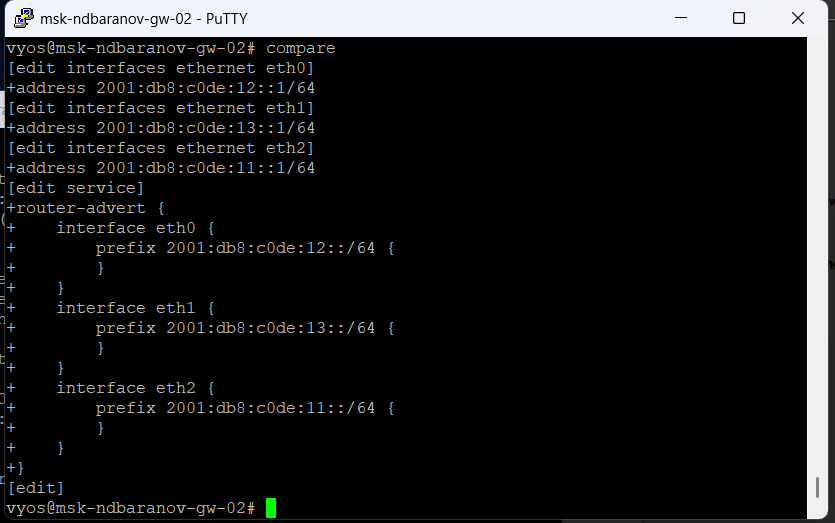 msk-ndbaranov-gw-02 - PuTTY
vyos@msk-ndbaranov-gw-02# compare
[edit interfaces ethernet eth0]
+address 2001:db8:c0de:12::1/64
[edit interfaces ethernet eth1]
+address 2001:db8:c0de:13::1/64
[edit interfaces ethernet eth2]
+address 2001:db8:c0de:11::1/64
[edit service]
+router-advert {
+    interface eth0 {
+        prefix 2001:db8:c0de:12::/64 {
+        }
+    }
+    interface eth1 {
+        prefix 2001:db8:c0de:13::/64 {
+        }
+    }
+    interface eth2 {
+        prefix 2001:db8:c0de:11::/64 {
+        }
+    }
+}
[edit]
vyos@msk-ndbaranov-gw-02#